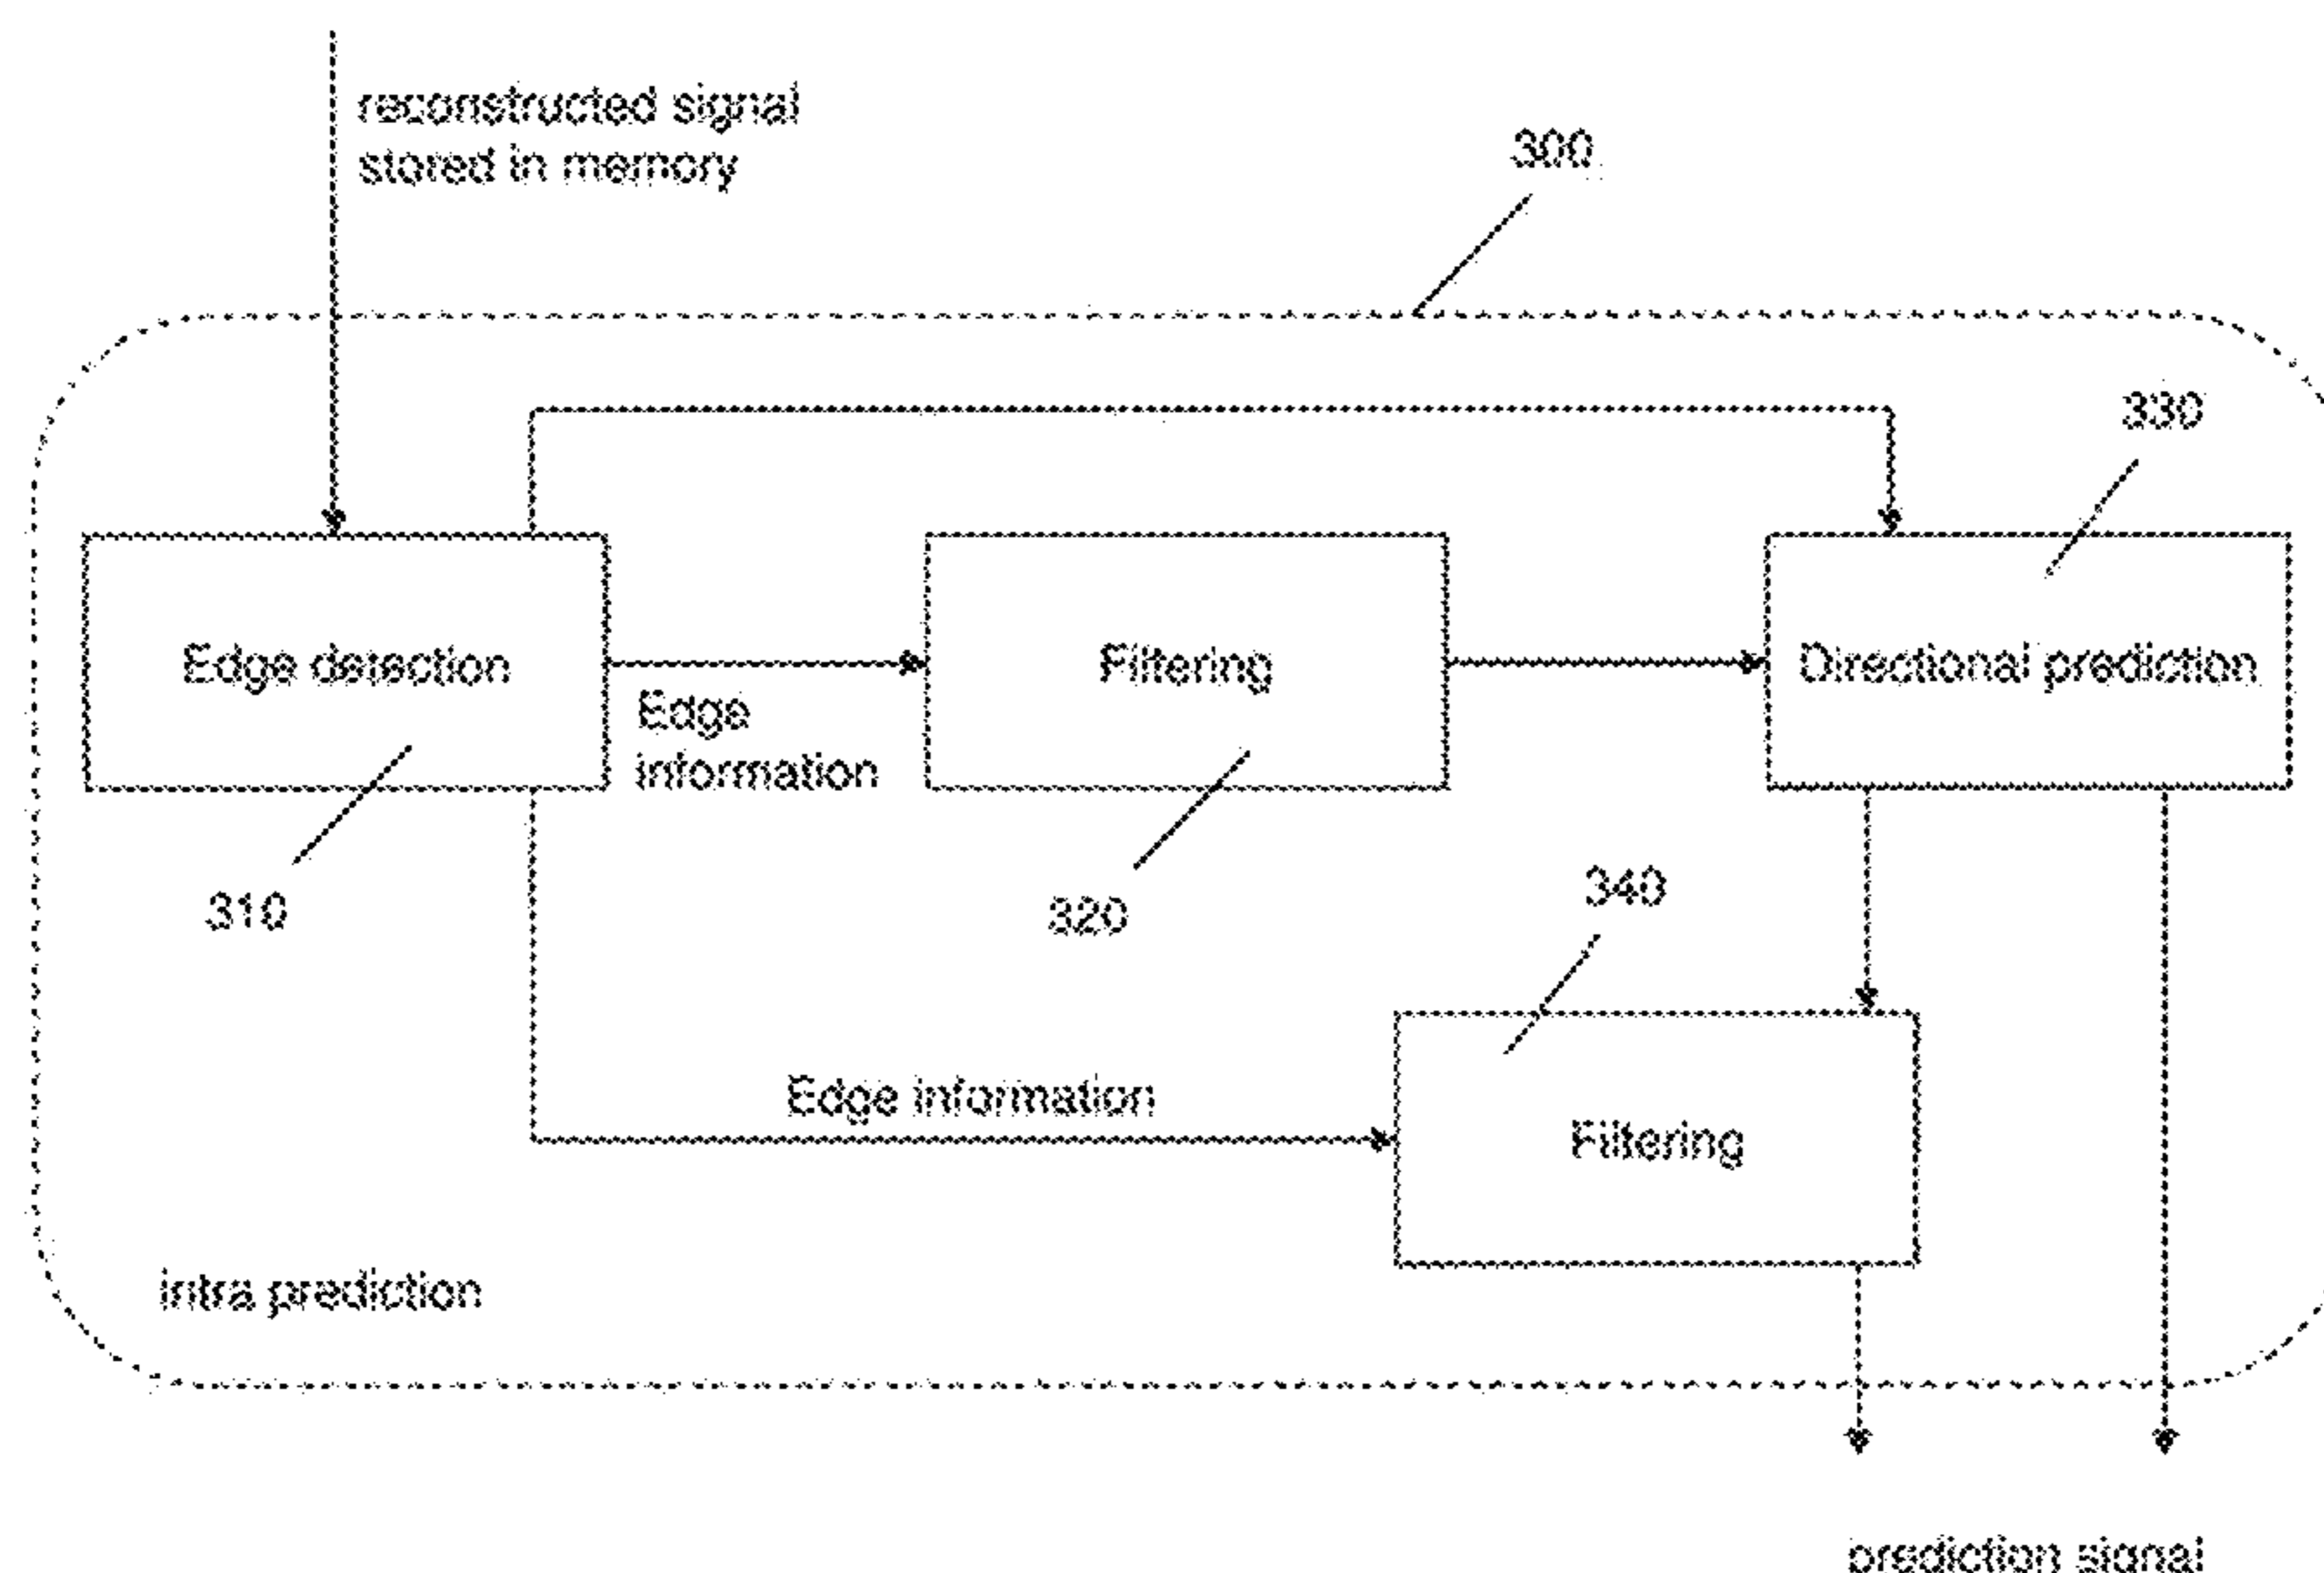 reconstructed signal
stored in memory
300
330
Edge detection
Filtering
Directional prediction
Edge
information
310
320
340
Edge information
Filtering
intra prediction
prediction signal